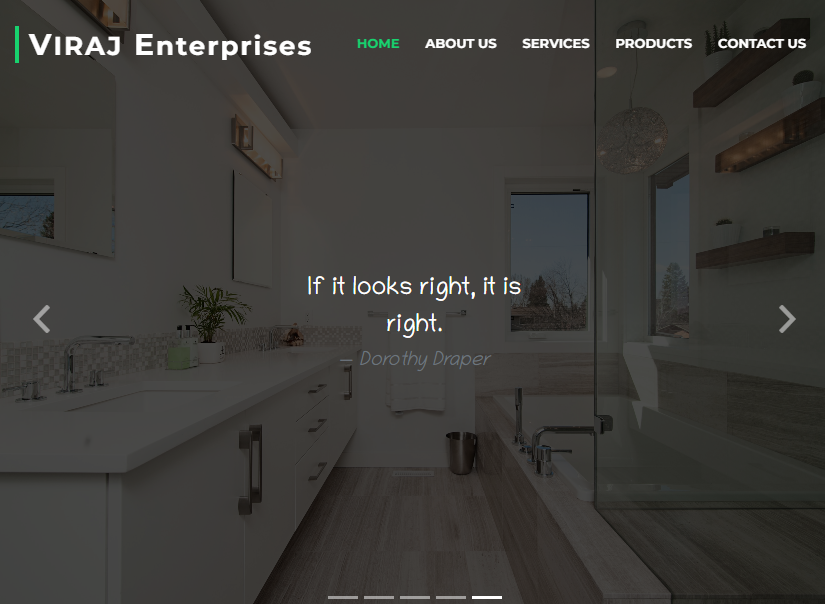 VIRAJ Enterprises
HOME ABOUT US SERVICES PRODUCTS CONTACT US
If it looks right, it is
right.
— Dorothy Draper